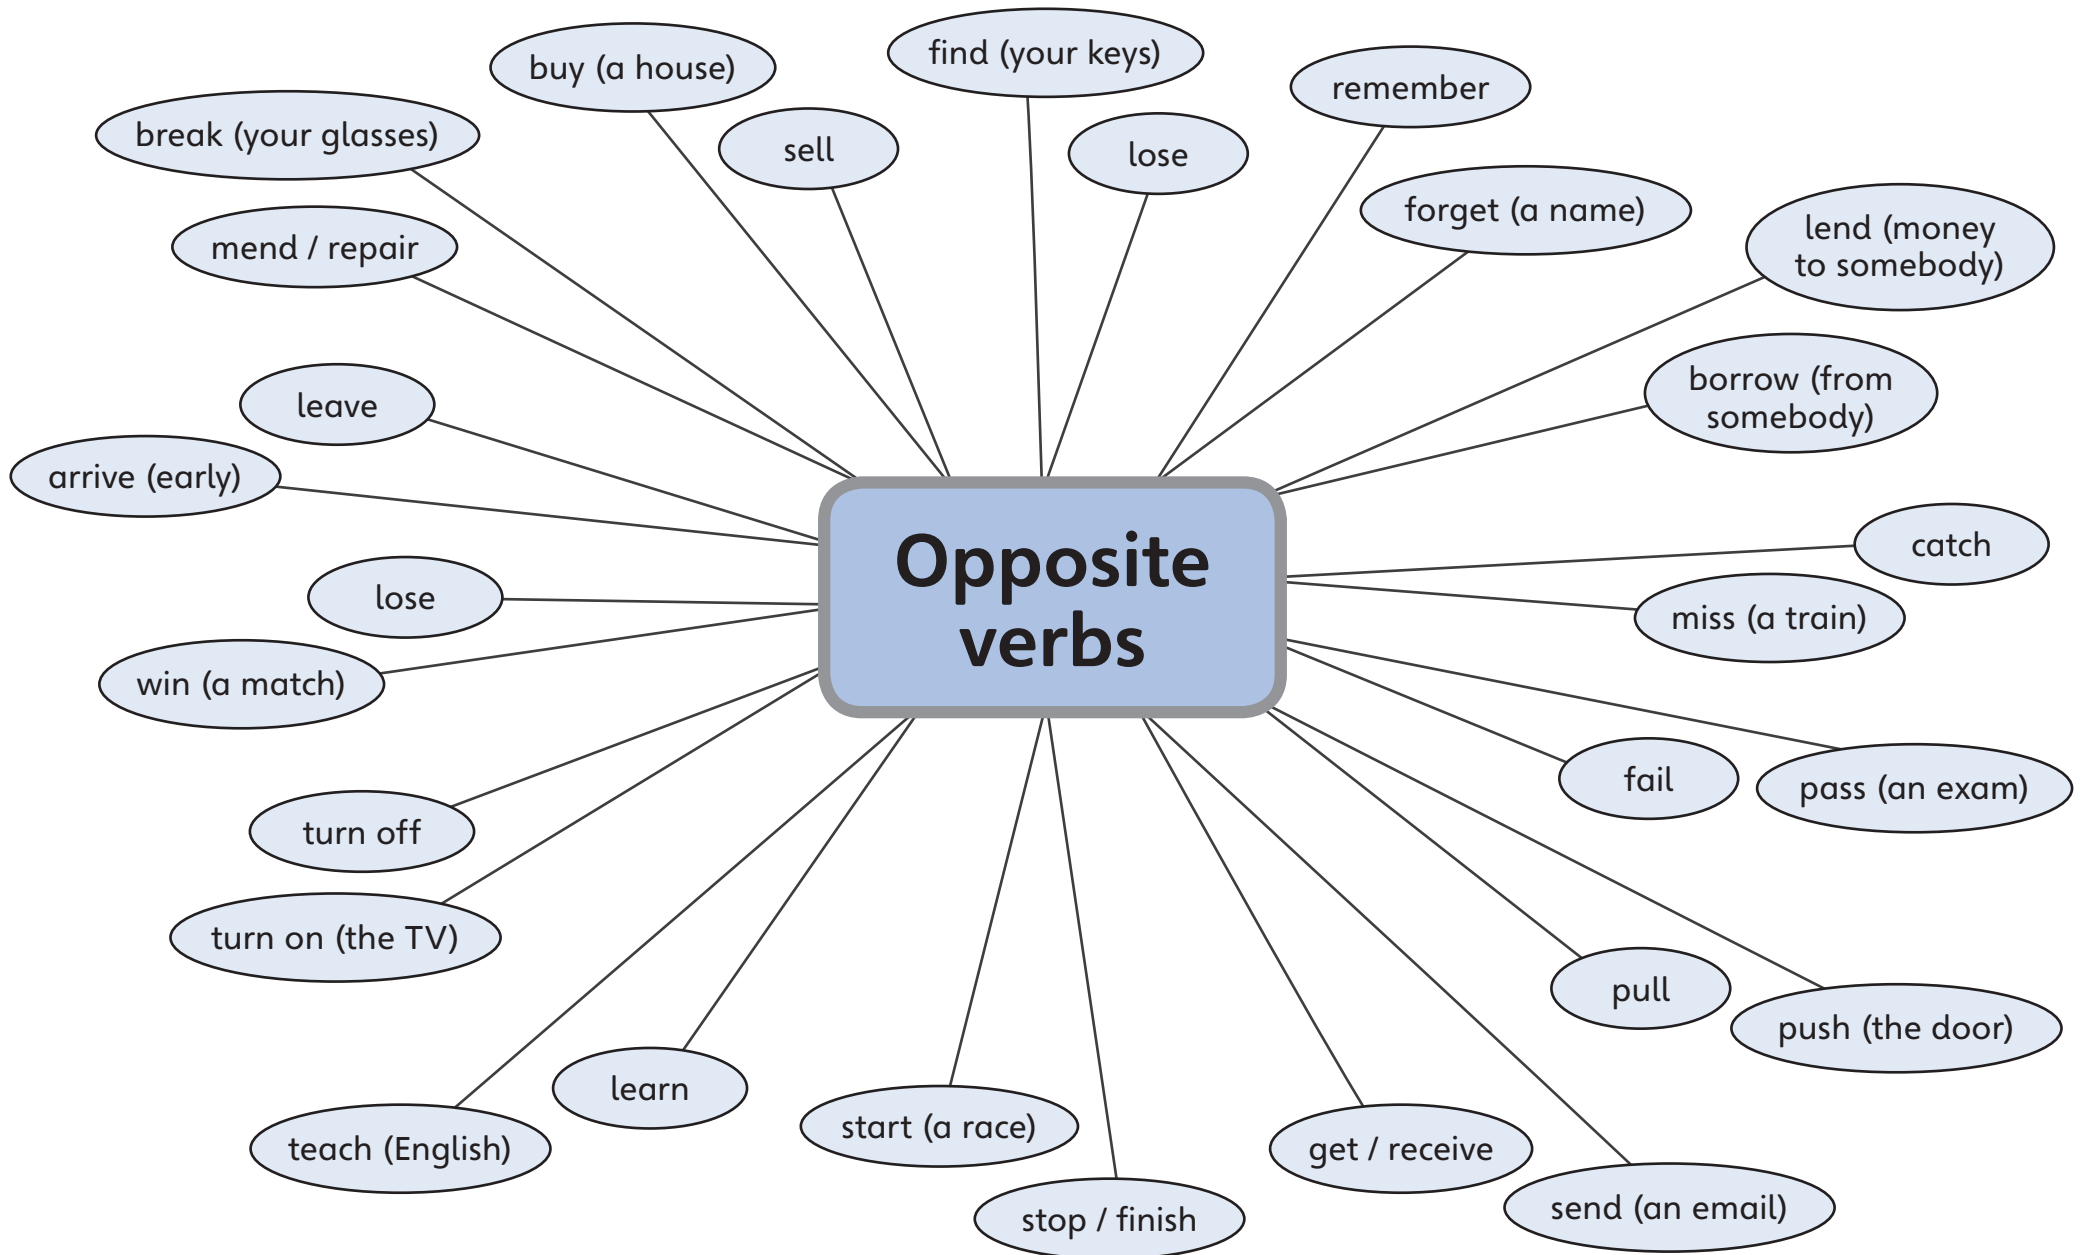 find (your keys)
buy (a house)
remember
break (your glasses)
sell
lose
forget (a name)
lend (money
to somebody)
mend / repair
borrow (from
somebody)
leave
arrive (early)
Opposite
verbs
catch
lose
miss (a train)
win (a match)
fail
pass (an exam)
turn off
turn on (the TV)
pull
push (the door)
learn
start (a race)
teach (English)
get / receive
send (an email)
stop / finish